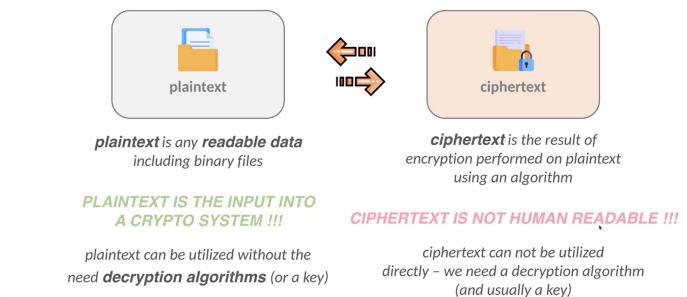 plaintext
plaintext is any readable data
including binary files
PLAINTEXT IS THE INPUT INTO
A CRYPTO SYSTEM !!!
plaintext can be utilized without the
need decryption algorithms (or a key)
ciphertext
ciphertext is the result of
encryption performed on plaintext
using an algorithm
CIPHERTEXT IS NOT HUMAN READABLE !!!
ciphertext can not be utilized
directly – we need a decryption algorithm
(and usually a key)